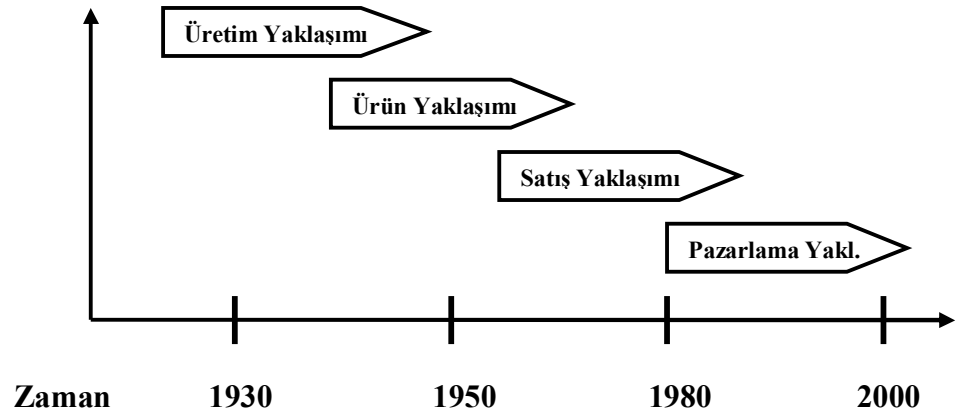 Üretim Yaklaşımı
Ürün Yaklaşımı
Satış Yaklaşımı
Pazarlama Yakl.
Zaman 1930 1950 1980 2000